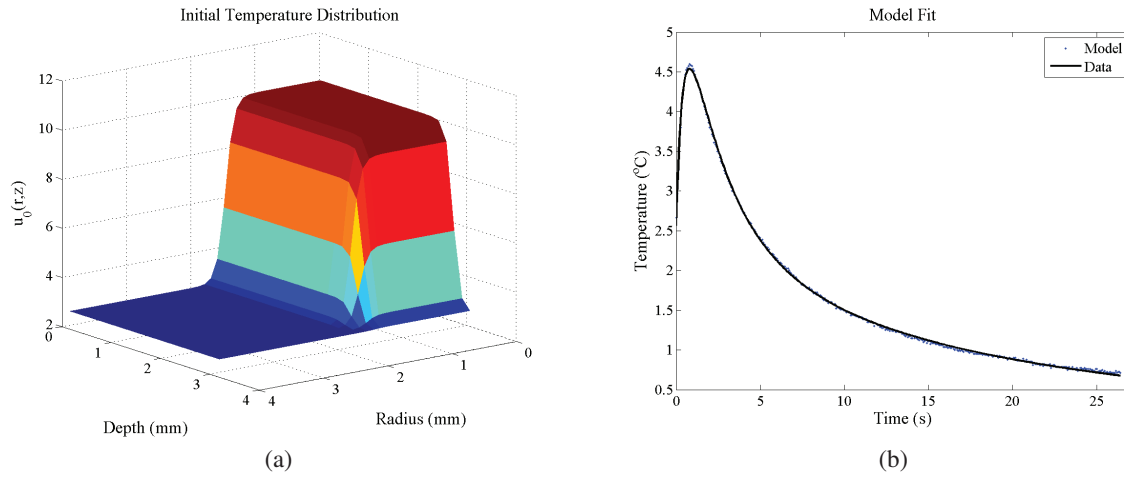 Initial Temperature Distribution
12
10
8
6
4
2
u0(r,z)
0
1
2
3
4
Depth (mm)
4
3
2
1
0
Radius (mm)
(a)
Model Fit
5
4.5
4
3.5
3
2.5
2
1.5
1
0.5
Temperature (°C)
Model
Data
0
5
10
15
20
25
Time (s)
(b)